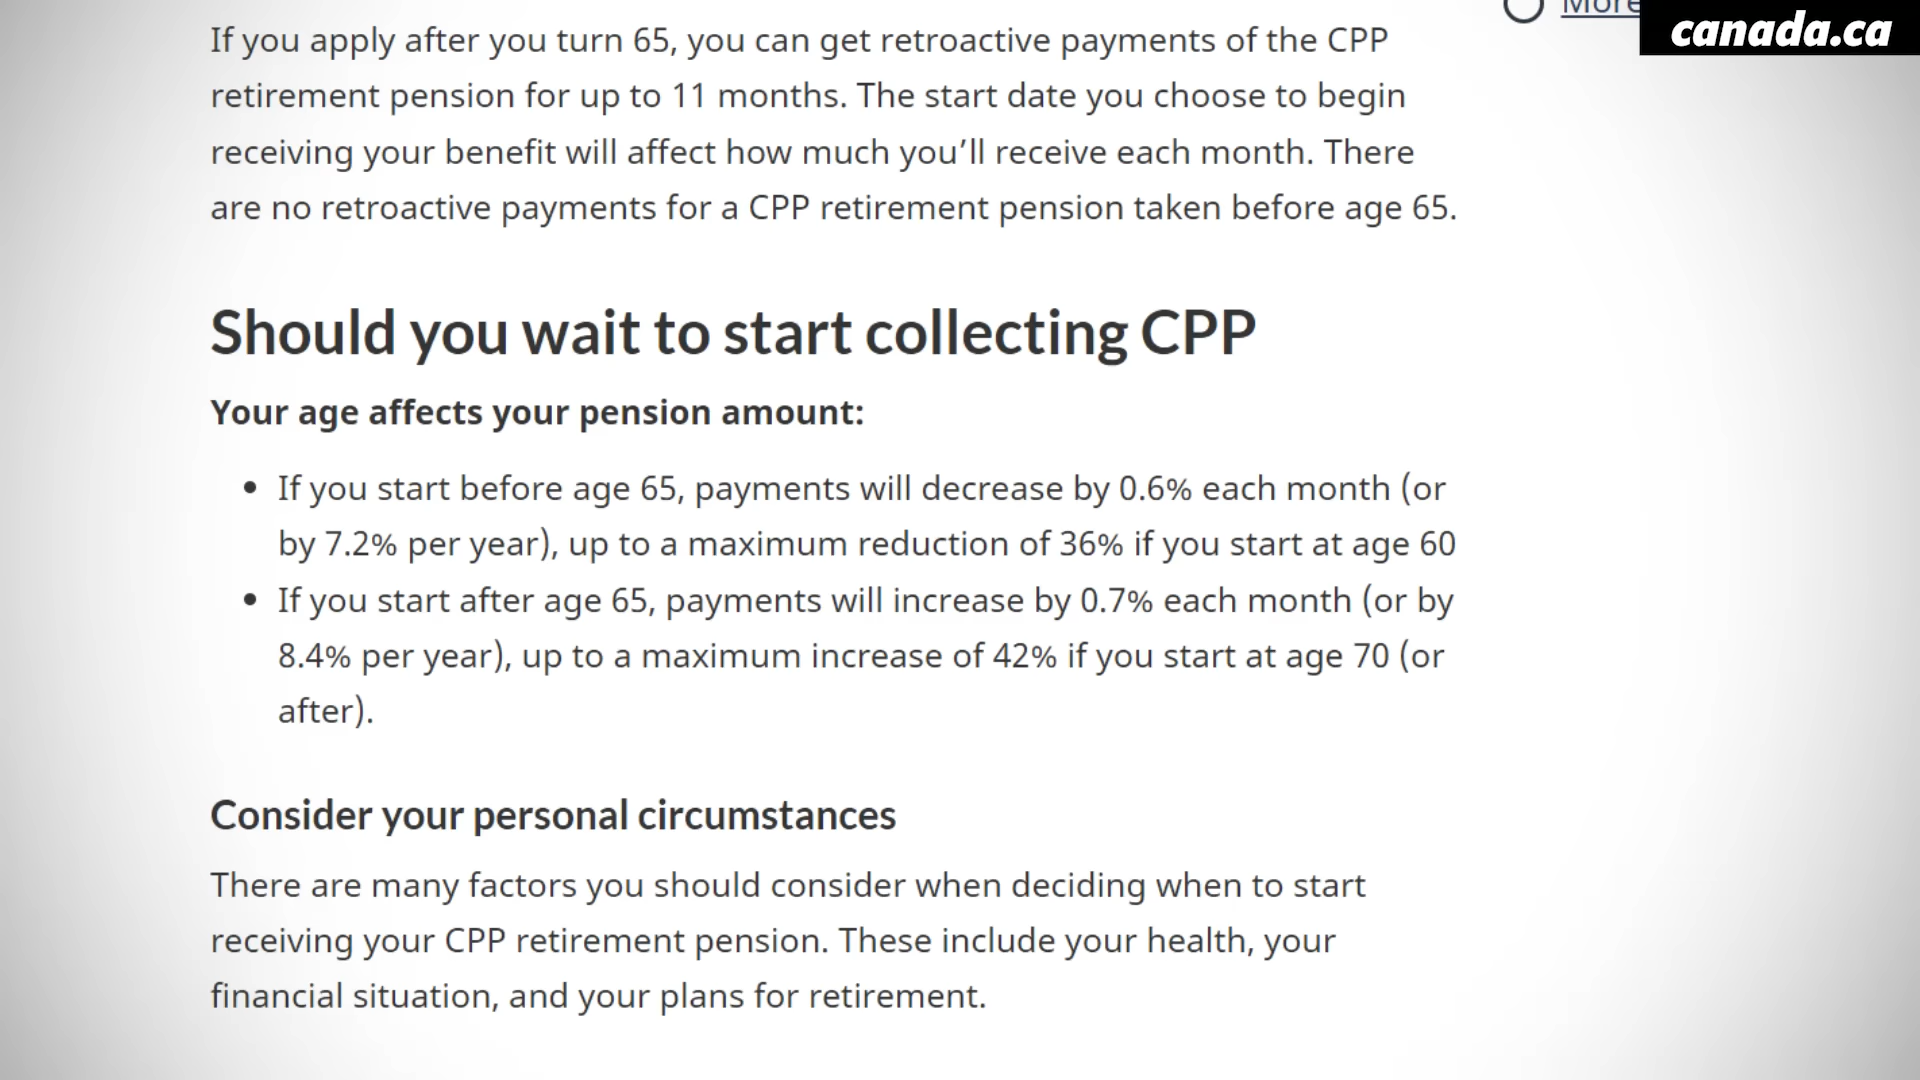 More
canada.ca
If you apply after you turn 65, you can get retroactive payments of the CPP
retirement pension for up to 11 months. The start date you choose to begin
receiving your benefit will affect how much you’ll receive each month. There
are no retroactive payments for a CPP retirement pension taken before age 65.
Should you wait to start collecting CPP
Your age affects your pension amount:
• If you start before age 65, payments will decrease by 0.6% each month (or
by 7.2% per year), up to a maximum reduction of 36% if you start at age 60
• If you start after age 65, payments will increase by 0.7% each month (or by
8.4% per year), up to a maximum increase of 42% if you start at age 70 (or
after).
Consider your personal circumstances
There are many factors you should consider when deciding when to start
receiving your CPP retirement pension. These include your health, your
financial situation, and your plans for retirement.